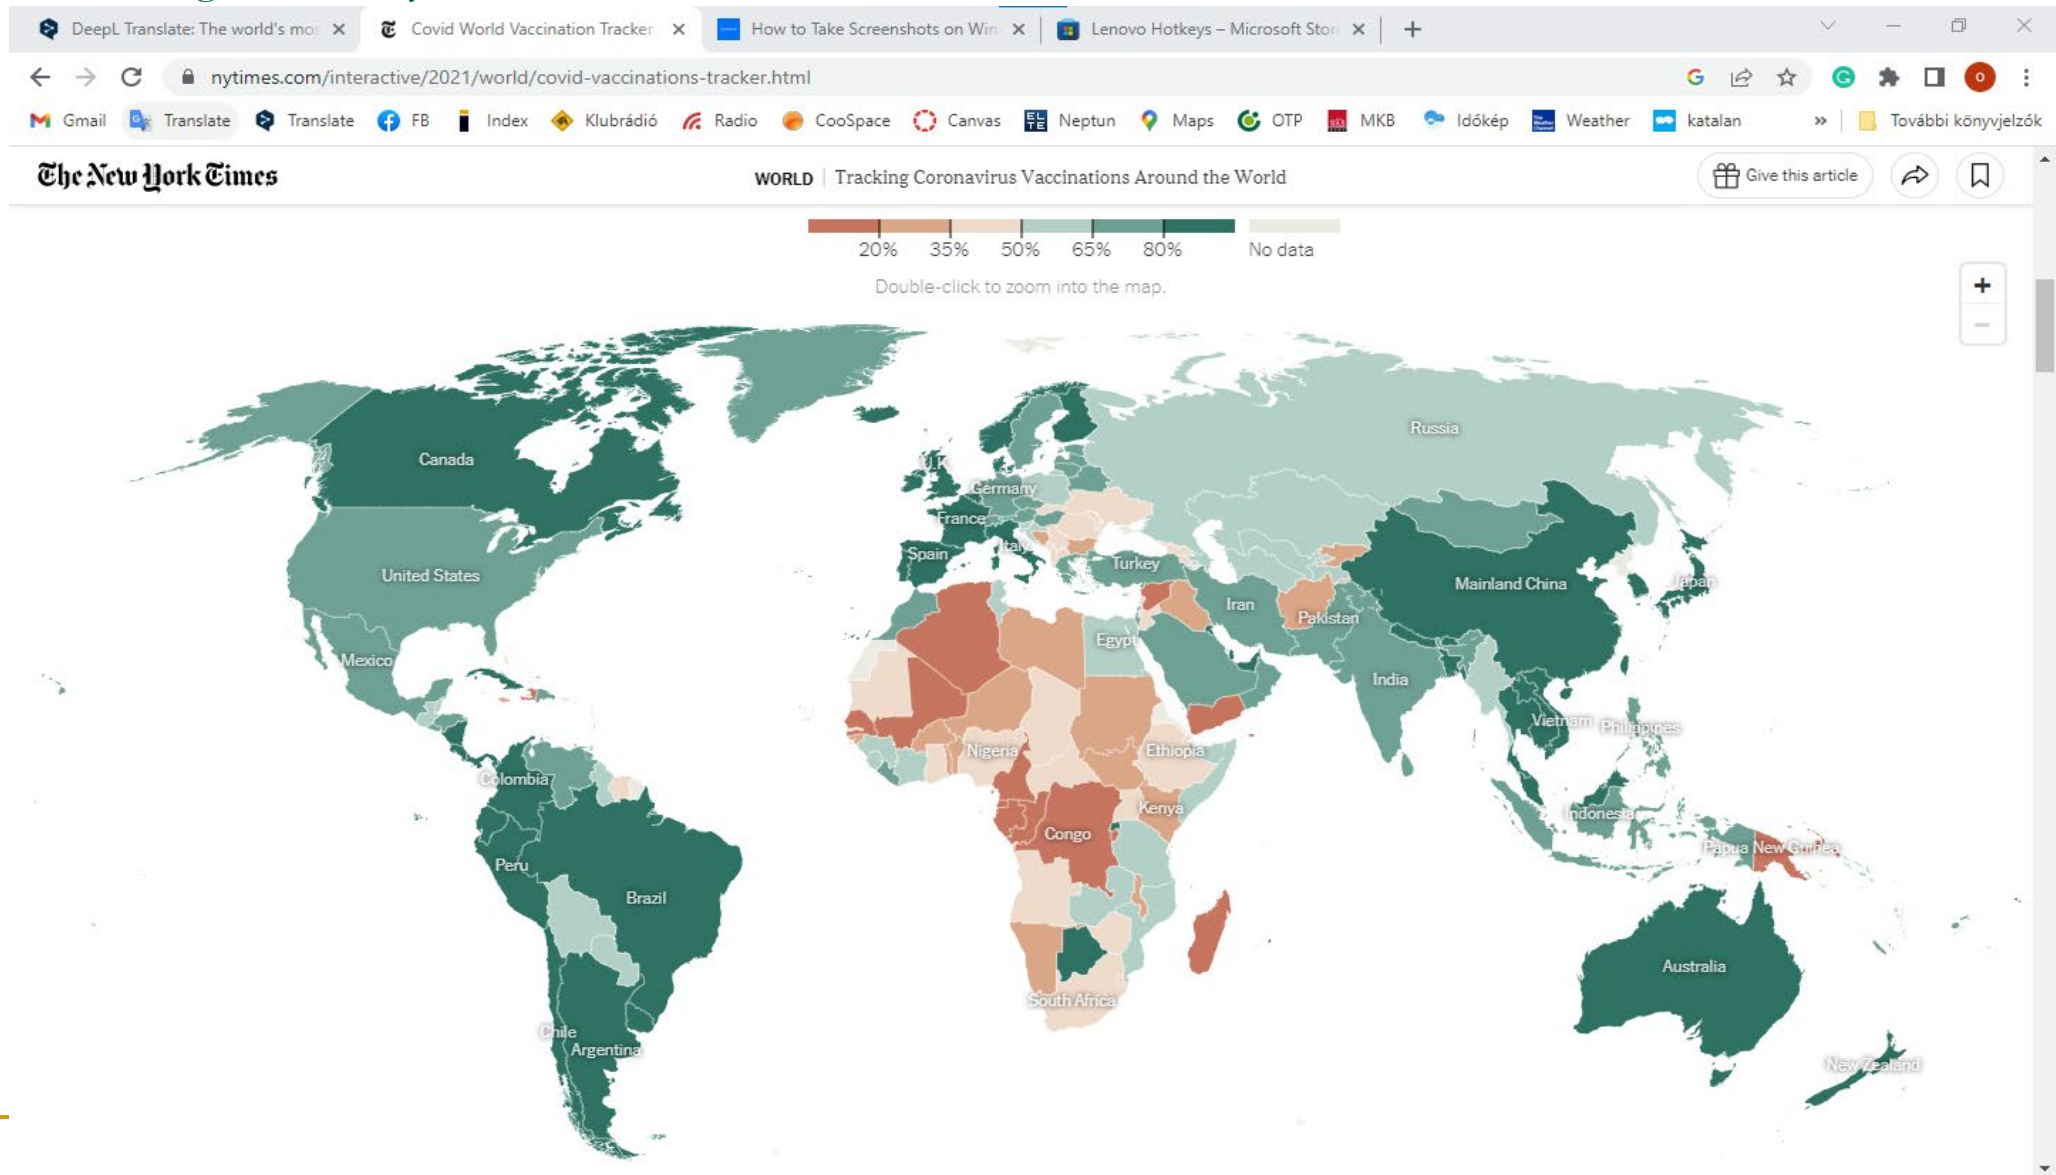 DeepL Translate: The world's mos
Covid World Vaccination Tracker
How to Take Screenshots on Win
Lenovo Hotkeys – Microsoft Stor
nytimes.com/interactive/2021/world/covid-vaccinations-tracker.html
Gmail Translate Translate FB Index Klubrádió Radio CooSpace Canvas Neptun Maps OTP MKB Időkép Weather katalan » További könyvjelzők
The New York Times
WORLD | Tracking Coronavirus Vaccinations Around the World
Give this article
20% 35% 50% 65% 80% No data
Double-click to zoom into the map.
Russia
Canada
U.K.
Germany
France
Italy
Spain
Turkey
United States
Mainland China
Japan
Iran
Pakistan
Egypt
Mexico
India
Vietnam
Philippines
Nigeria
Ethiopia
Colombia
Kenya
Indonesia
Congo
Papua New Guinea
Peru
Brazil
Australia
South Africa
Chile
Argentina
New Zealand